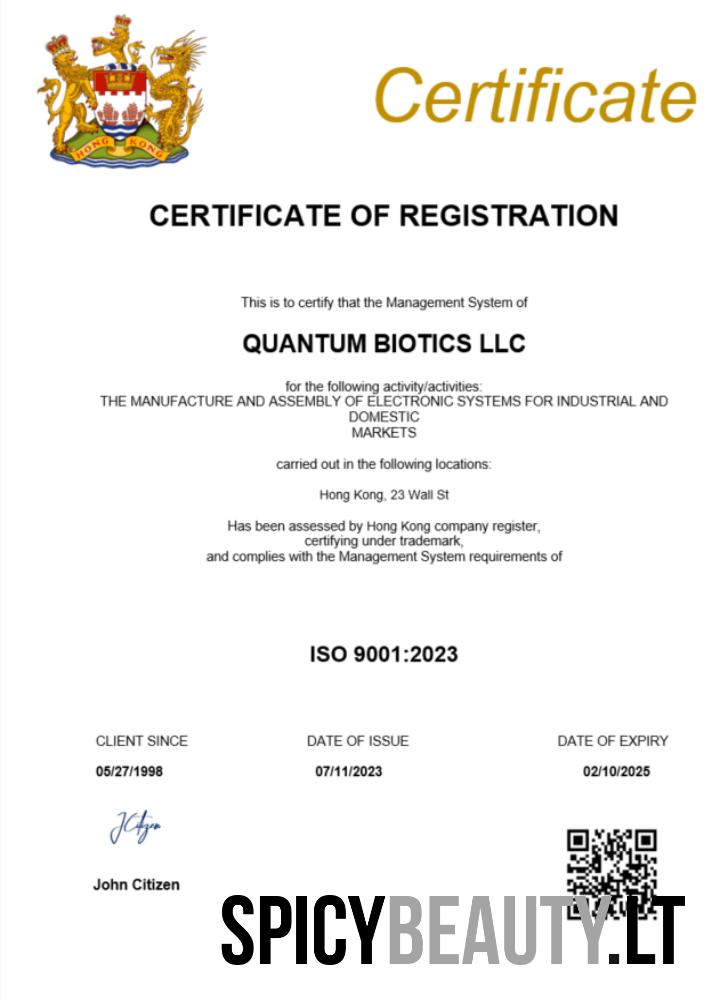 HONG KONG
Certificate
CERTIFICATE OF REGISTRATION
This is to certify that the Management System of
QUANTUM BIOTICS LLC
for the following activity/activities:
THE MANUFACTURE AND ASSEMBLY OF ELECTRONIC SYSTEMS FOR INDUSTRIAL AND
DOMESTIC
MARKETS
carried out in the following locations:
Hong Kong, 23 Wall St
Has been assessed by Hong Kong company register,
certifying under trademark,
and complies with the Management System requirements of
ISO 9001:2023
CLIENT SINCE DATE OF ISSUE DATE OF EXPIRY
05/27/1998 07/11/2023 02/10/2025
JCitizen
John Citizen
SPICYBEAUTY.LT